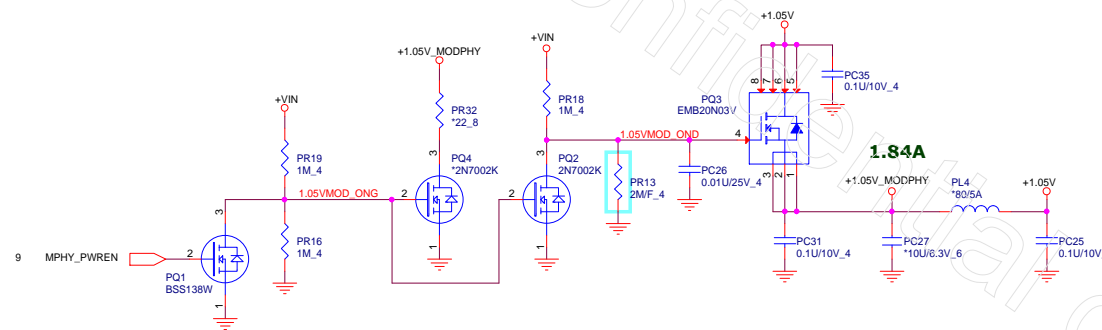 +1.05V
+VIN
+1.05V_MODPHY
8
7
6
5
PC35
0.1U/10V_4
PQ3
EMB20N03V
+VIN
PR32
*22_8
PR18
1M_4
PR19
1M_4
3
PQ4
*2N7002K
3
PQ2
2N7002K
1.05VMOD_OND
4
1.84A
1.05VMOD_ONG
2
2
PR13
2M/F_4
PC26
0.01U/25V_4
3
2
1
+1.05V_MODPHY
PL4
*80/5A
+1.05V
3
PR16
1M_4
1
1
9
MPHY_PWREN
2
PQ1
BSS138W
1
PC31
0.1U/10V_4
PC27
*10U/6.3V_6
PC25
0.1U/10V
onfidential